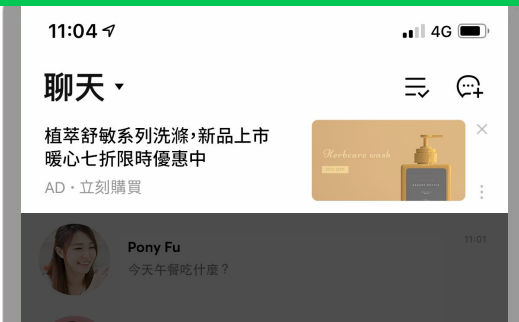 11:04
4G
聊天
植萃舒敏系列洗滌,新品上市
暖心七折限時優惠中
AD・立刻購買
Herbcare wash
Pony Fu
11:01
今天午餐吃什麼？